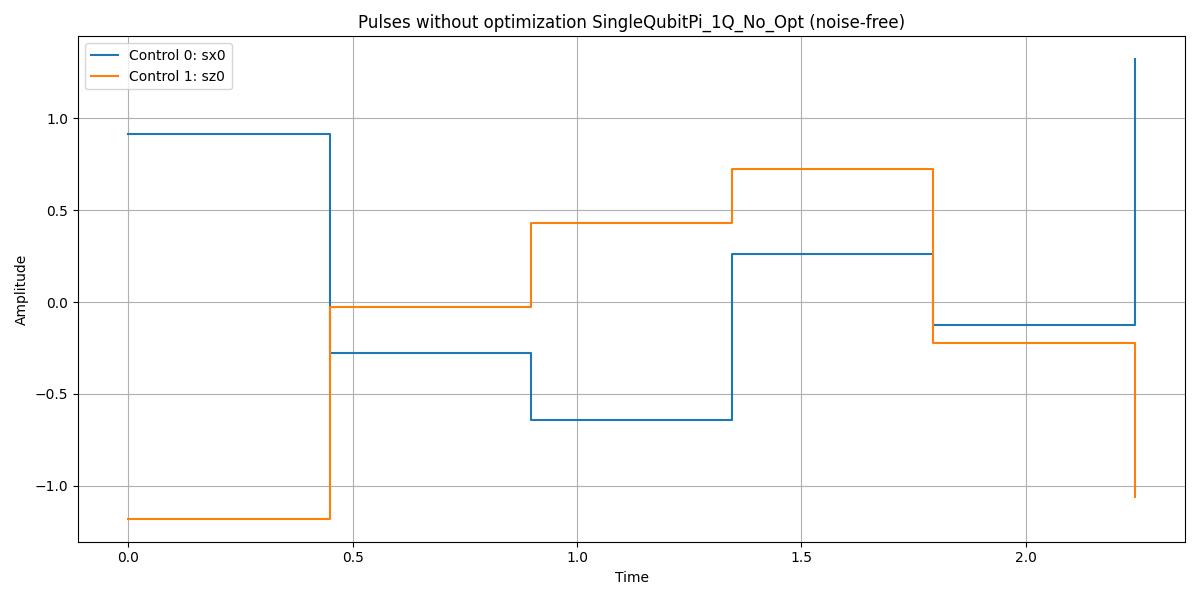 Pulses without optimization SingleQubitPi_1Q_No_Opt (noise-free)
Control 0: sx0
Control 1: sz0
Amplitude
1.0
0.5
0.0
−0.5
−1.0
0.0 0.5 1.0 1.5 2.0
Time